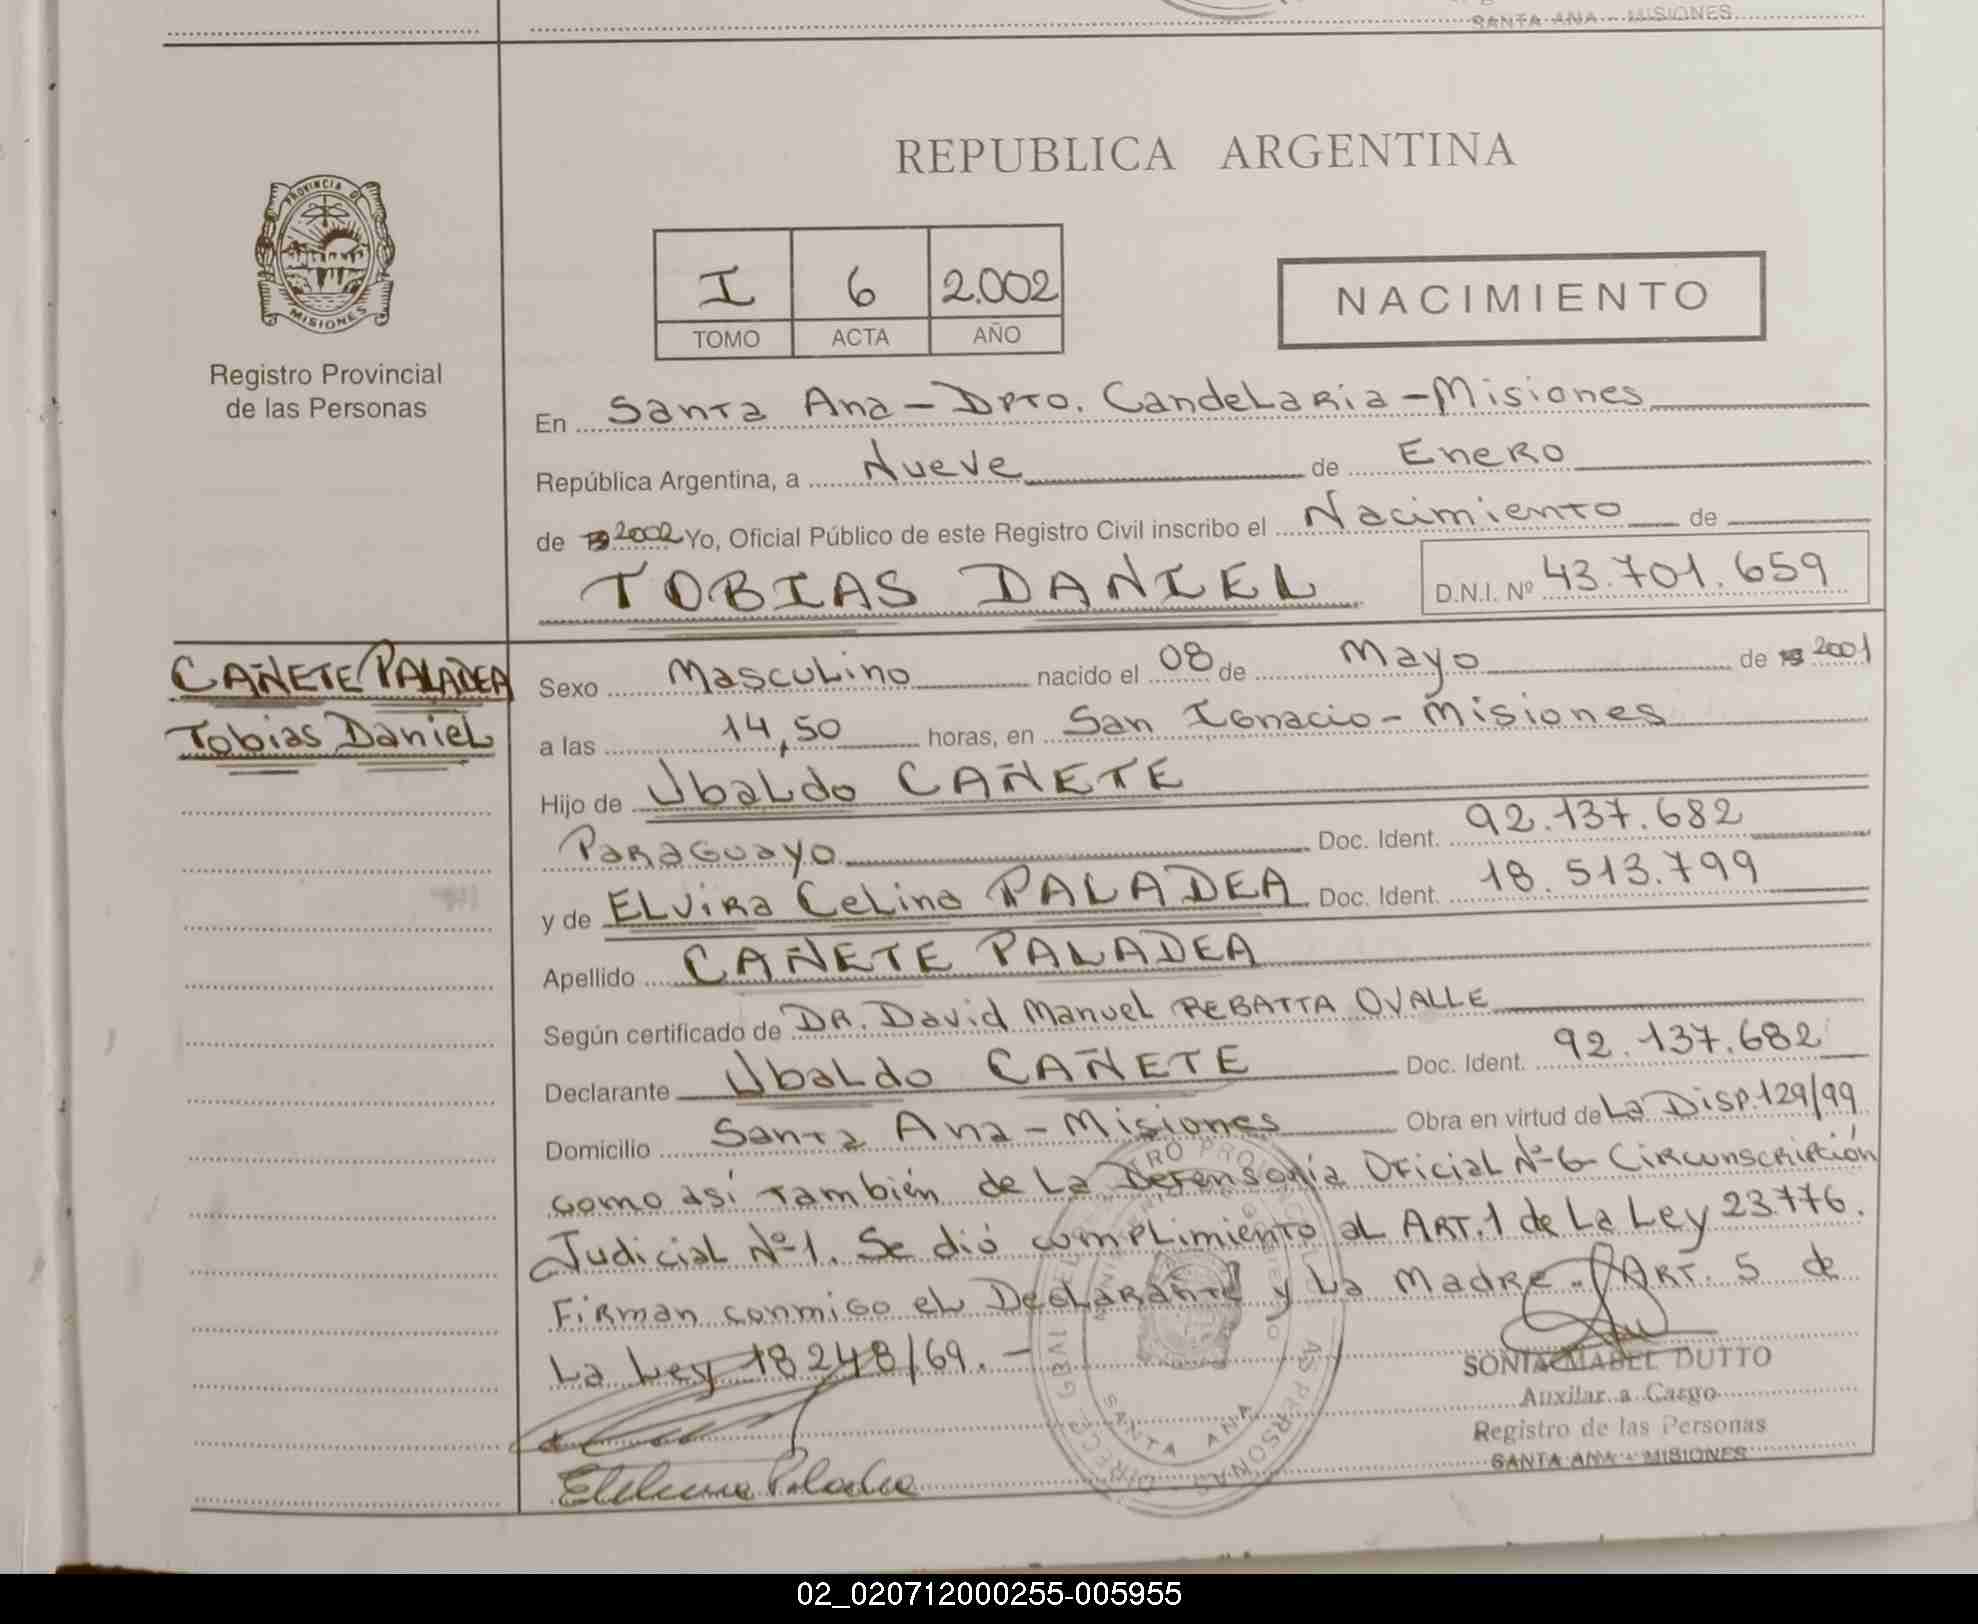 SANTA ANA - MISIONES
REPUBLICA ARGENTINA
PROVINCIA DE
MISIONES
Registro Provincial
de las Personas
I 6 2.002
TOMO ACTA AÑO
NACIMIENTO
En Santa Ana - Dpto. Candelaria - Misiones
República Argentina, a Nueve de Enero
de 2002 Yo, Oficial Público de este Registro Civil inscribo el Nacimiento de
TOBIAS DANIEL D.N.I. Nº 43.701.659
CAÑETE PALADEA
Tobias Daniel
Sexo Masculino nacido el 08 de Mayo de 2001
a las 14,50 horas, en San Ignacio - Misiones
Hijo de Ubaldo CAÑETE
Paraguayo Doc. Ident. 92.137.682
y de Elvira Celina PALADEA Doc. Ident. 18.513.799
Apellido CAÑETE PALADEA
Según certificado de DR. David Manuel REBATTA OVALLE
Declarante Ubaldo CAÑETE Doc. Ident. 92.137.682
Domicilio Santa Ana - Misiones Obra en virtud de La Disp. 129/99
como así también de La Defensoría Oficial Nº 6 Circunscripción
Judicial Nº 1. Se dió cumplimiento al ART. 1 de La Ley 23.776.
Firman conmigo el Declarante y La Madre. ART. 5 de
La Ley 18248/69. -
SANTA ANA
SONIA MABEL DUTTO
Auxilar a Cargo
Registro de las Personas
SANTA ANA - MISIONES
02_020712000255-005955